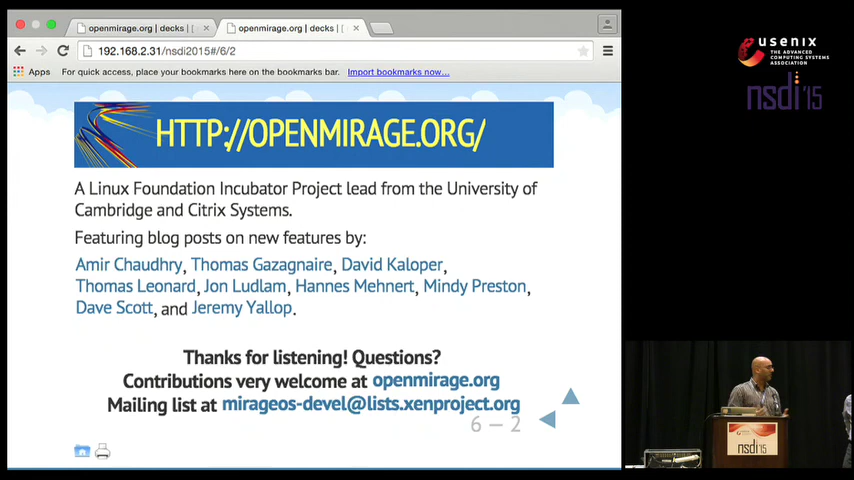 openmirage.org | decks | [
openmirage.org | decks | [
192.168.2.31/nsdi2015#/6/2
Apps For quick access, place your bookmarks here on the bookmarks bar. Import bookmarks now...
HTTP://OPENMIRAGE.ORG/
A Linux Foundation Incubator Project lead from the University of
Cambridge and Citrix Systems.
Featuring blog posts on new features by:
Amir Chaudhry, Thomas Gazagnaire, David Kaloper,
Thomas Leonard, Jon Ludlam, Hannes Mehnert, Mindy Preston,
Dave Scott, and Jeremy Yallop.
Thanks for listening! Questions?
Contributions very welcome at openmirage.org
Mailing list at mirageos-devel@lists.xenproject.org
6 — 2
usenix
THE ADVANCED
COMPUTING SYSTEMS
ASSOCIATION
nsdi '15
nsdi '15